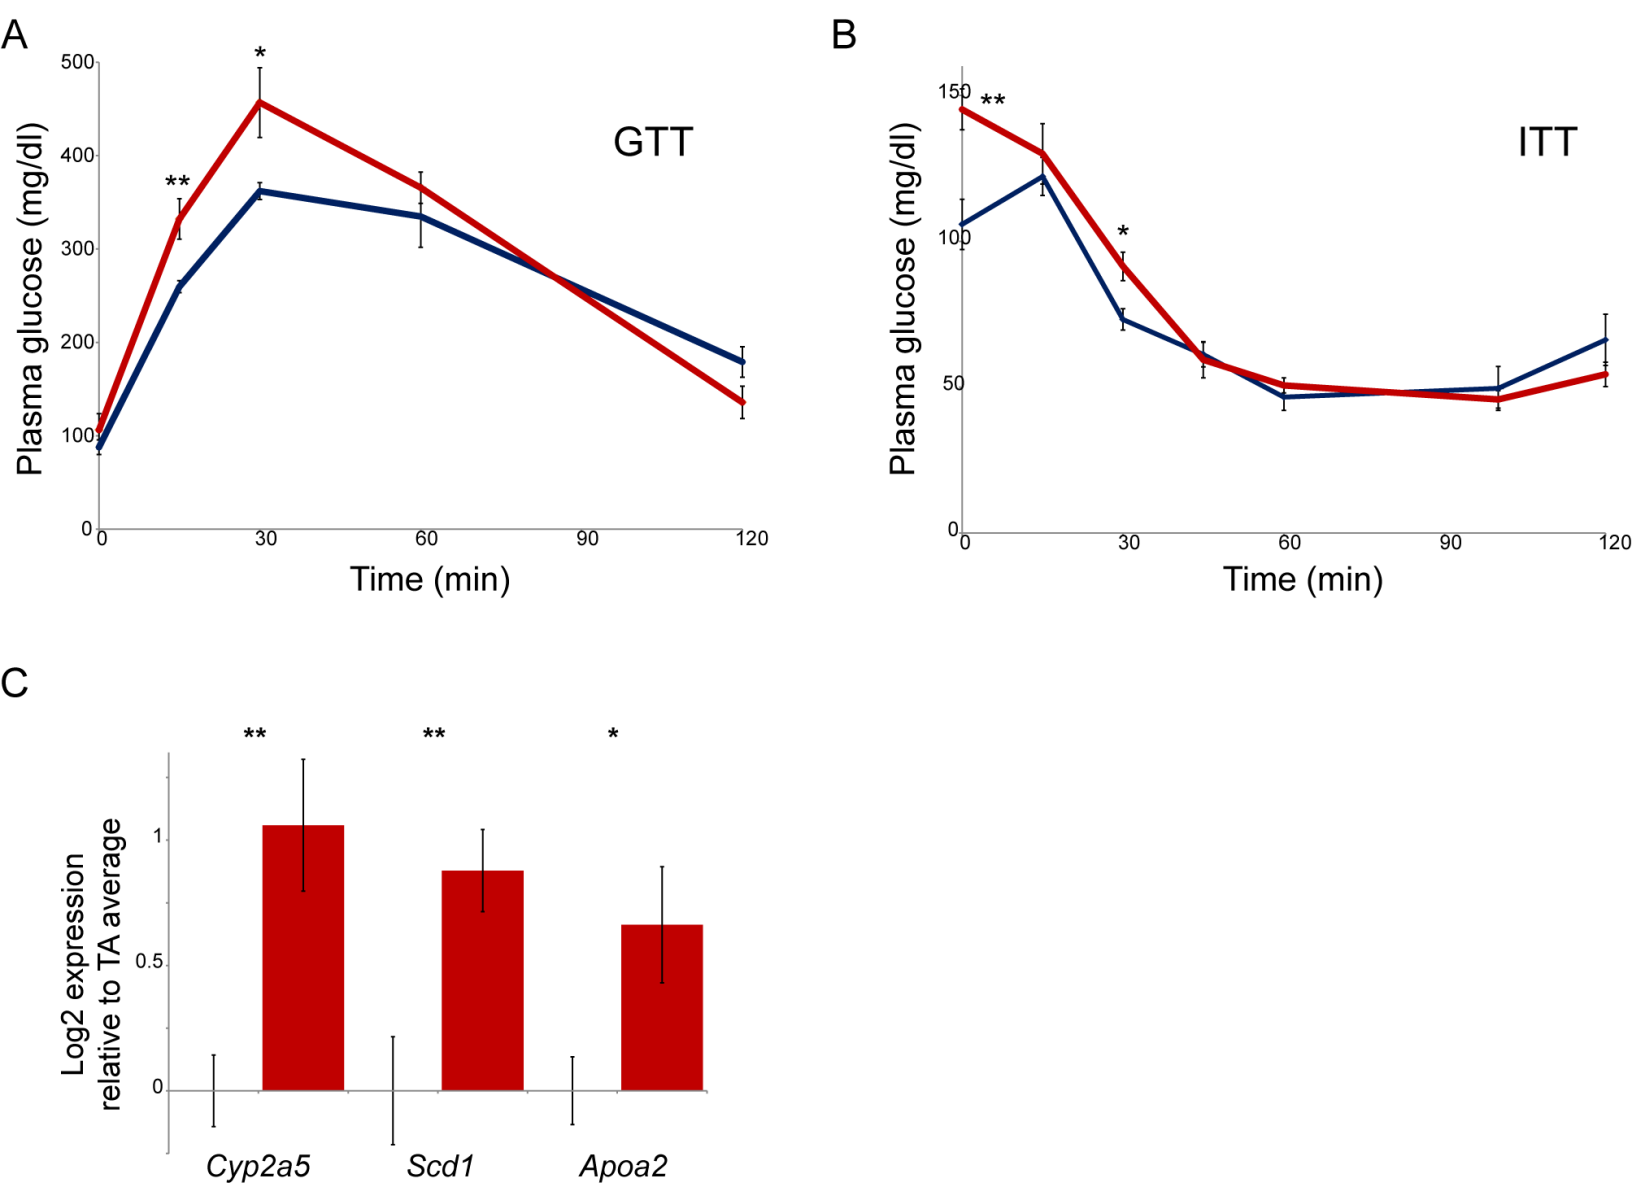 A
GTT
Plasma glucose (mg/dl)
500
400
300
200
100
0
*
**
0 30 60 90 120
Time (min)
B
ITT
Plasma glucose (mg/dl)
150
100
50
0
**
*
0 30 60 90 120
Time (min)
C
** ** *
Log2 expression
relative to TA average
1
0.5
0
Cyp2a5 Scd1 Apoa2